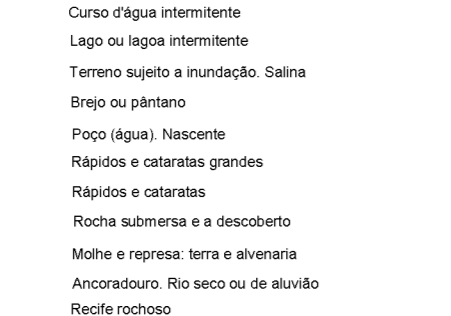 Curso d'água intermitente
Lago ou lagoa intermitente
Terreno sujeito a inundação. Salina
Brejo ou pântano
Poço (água). Nascente
Rápidos e cataratas grandes
Rápidos e cataratas
Rocha submersa e a descoberto
Molhe e represa: terra e alvenaria
Ancoradouro. Rio seco ou de aluvião
Recife rochoso